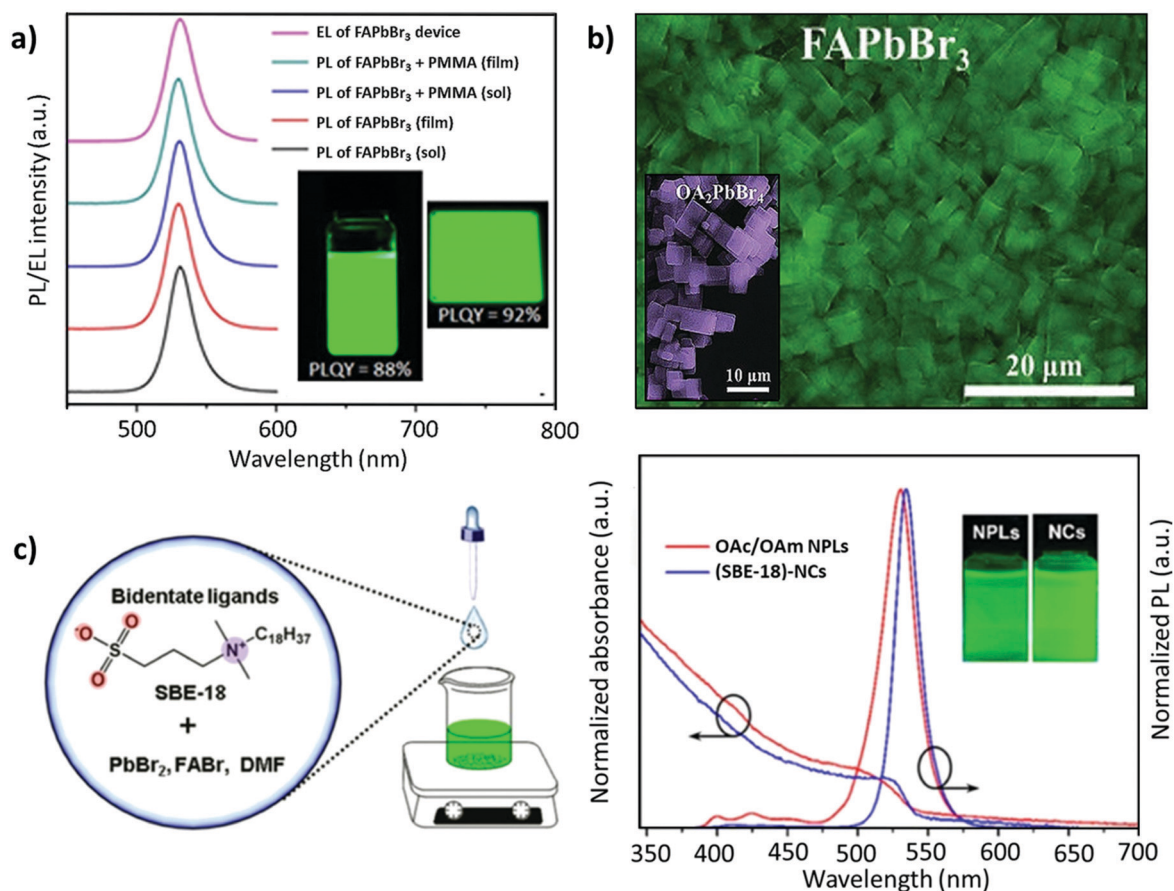 a)
EL of FAPbBr₃ device
PL of FAPbBr₃ + PMMA (film)
PL of FAPbBr₃ + PMMA (sol)
PL of FAPbBr₃ (film)
PL of FAPbBr₃ (sol)
PL/EL intensity (a.u.)
PLQY = 88%
PLQY = 92%
500 600 700 800
Wavelength (nm)
b)
FAPbBr₃
OA₂PbBr₄
10 µm
20 µm
c)
Bidentate ligands
⁻O
O
S
O
N⁺
C₁₈H₃₇
SBE-18
+
PbBr₂, FABr, DMF
Normalized absorbance (a.u.)
OAc/OAm NPLs
(SBE-18)-NCs
NPLs NCs
Normalized PL (a.u.)
350 400 450 500 550 600 650 700
Wavelength (nm)